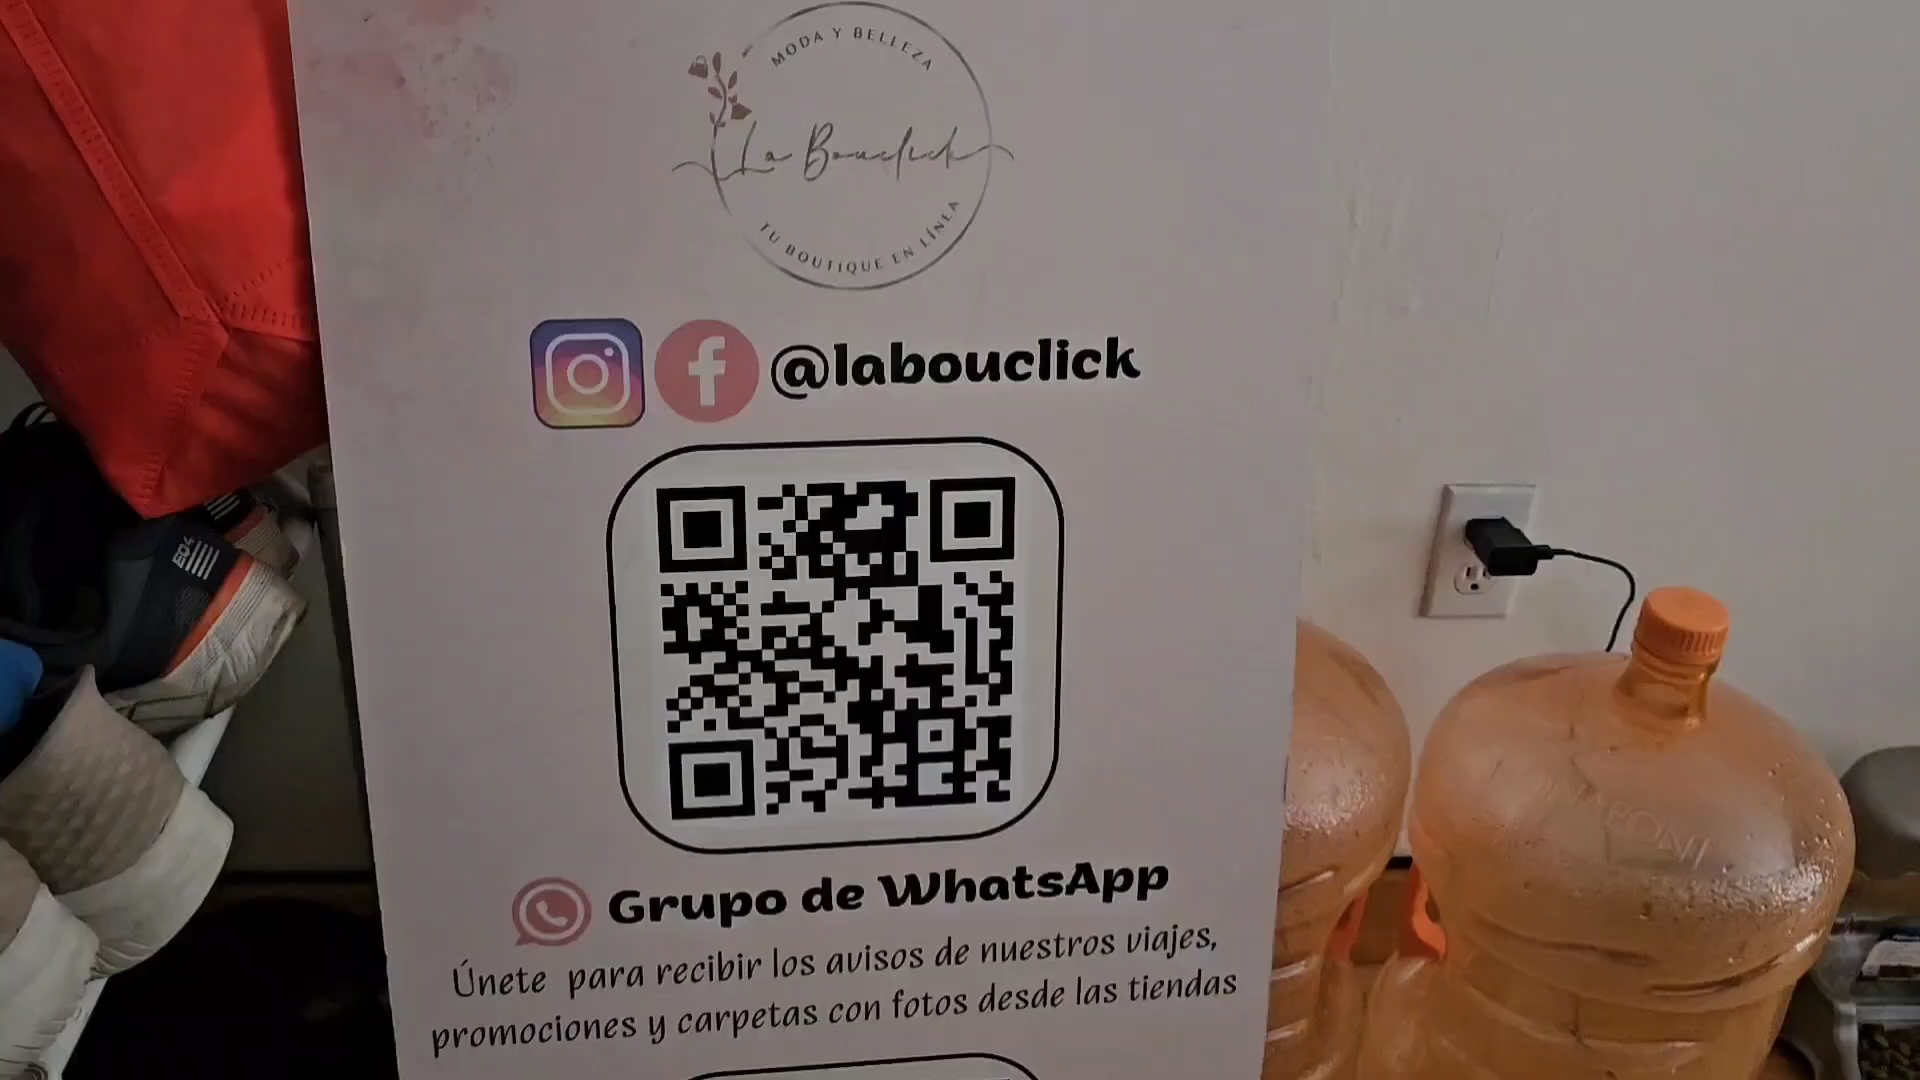 MODA Y BELLEZA
La Bouclick
TU BOUTIQUE EN LÍNEA
@labouclick
Grupo de WhatsApp
Únete para recibir los avisos de nuestros viajes,
promociones y carpetas con fotos desde las tiendas